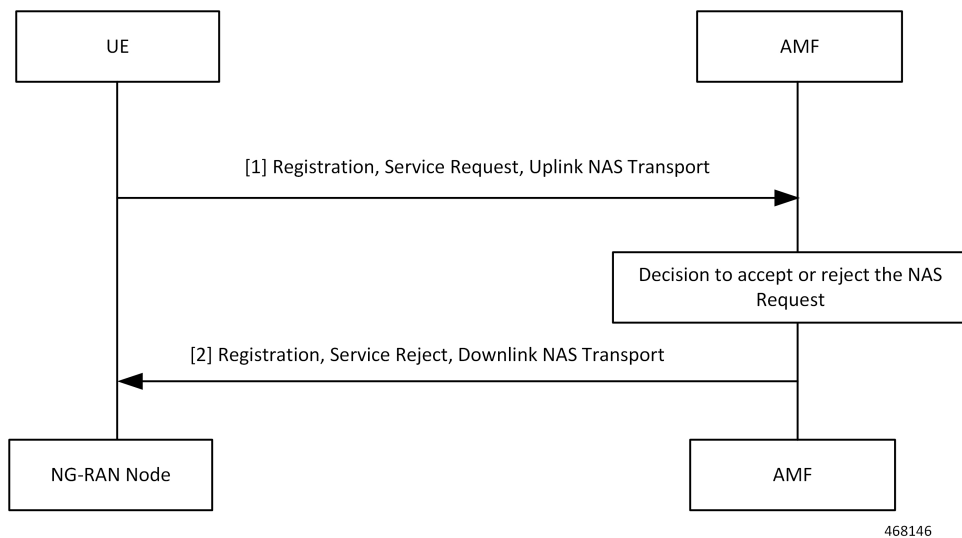 UE
AMF
[1] Registration, Service Request, Uplink NAS Transport
Decision to accept or reject the NAS
Request
[2] Registration, Service Reject, Downlink NAS Transport
NG-RAN Node
AMF
468146